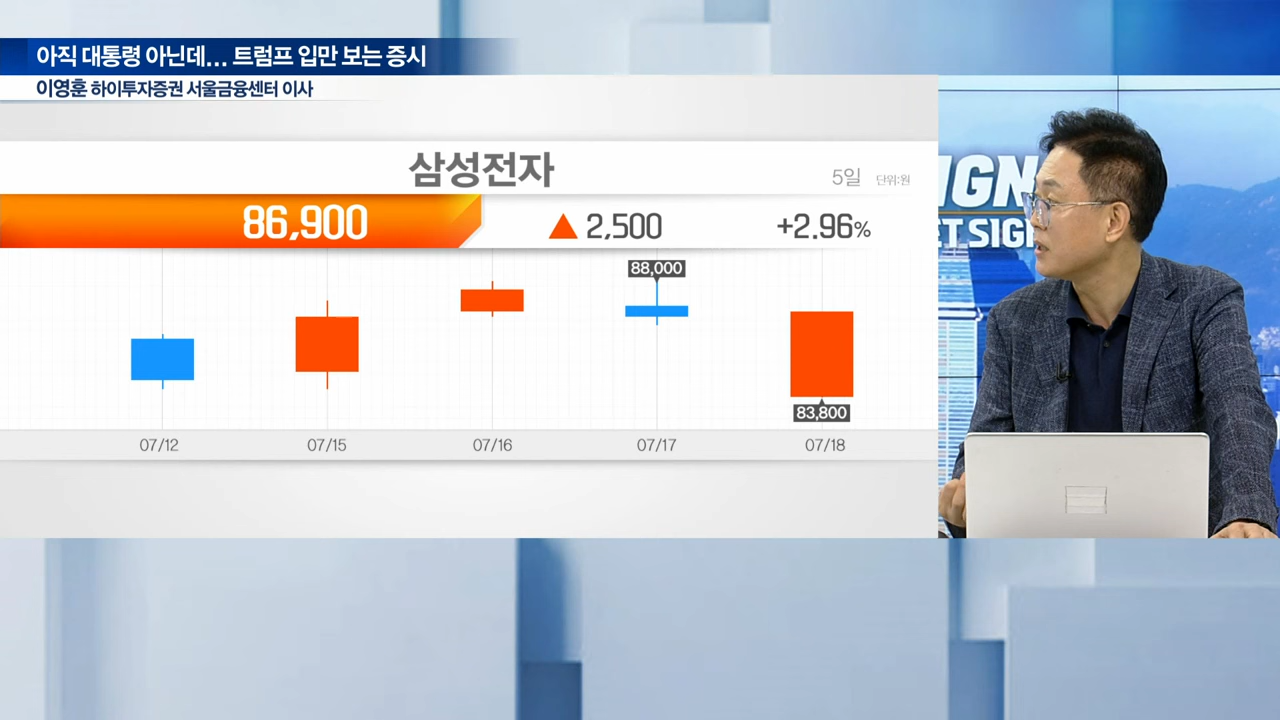 아직 대통령 아닌데... 트럼프 입만 보는 증시
이영훈 하이투자증권 서울금융센터 이사
삼성전자
5일 단위:원
86,900 ▲ 2,500 +2.96%
88,000
83,800
07/12 07/15 07/16 07/17 07/18
IGN
ET SIGN